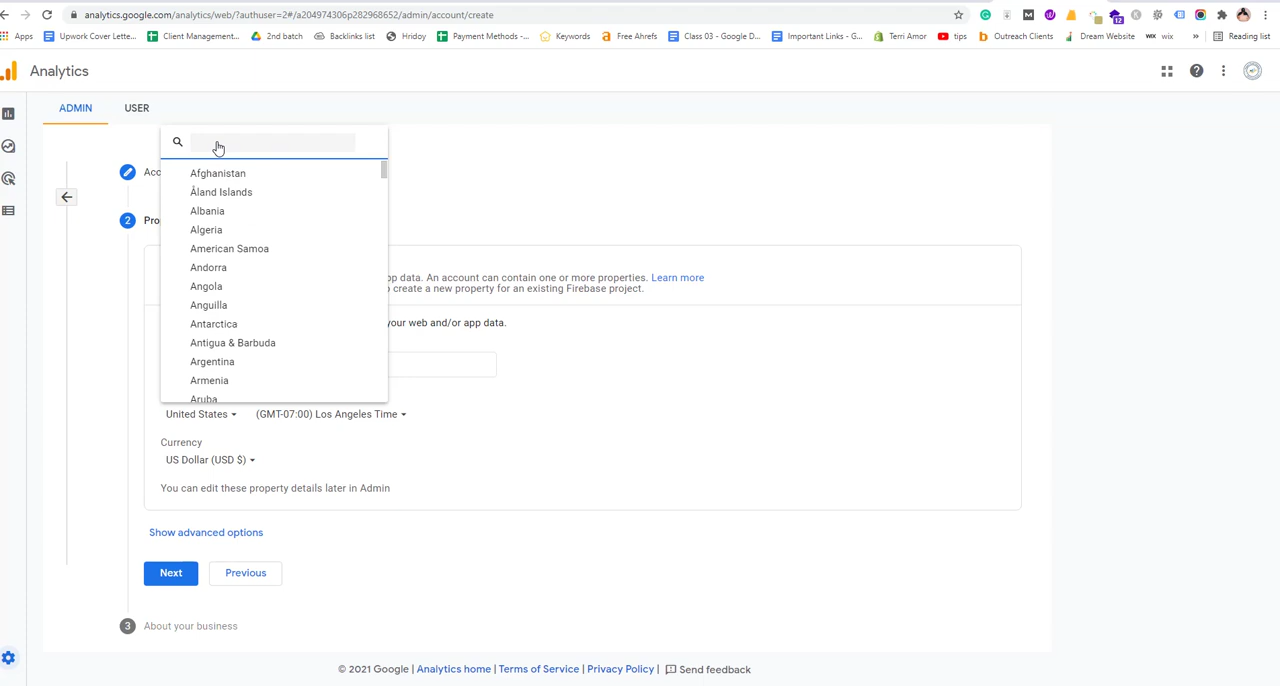 analytics.google.com/analytics/web/?authuser=2#/a204974306p282968652/admin/account/create
12
Apps Upwork Cover Lette... Client Management... 2nd batch Backlinks list Hriday Payment Methods -... Keywords Free Ahrefs Class 03 - Google D... Important Links - G... Terri Amor tips Outreach Clients Dream Website WIX wix » Reading list
Analytics
ADMIN USER
Afghanistan
Acc
Åland Islands
Albania
2 Pro
Algeria
American Samoa
Andorra
Angola
pp data. An account can contain one or more properties. Learn more
o create a new property for an existing Firebase project.
Anguilla
Antarctica
your web and/or app data.
Antigua & Barbuda
Argentina
Armenia
Aruba
United States (GMT-07:00) Los Angeles Time
Currency
US Dollar (USD $)
You can edit these property details later in Admin
Show advanced options
Next Previous
3 About your business
© 2021 Google | Analytics home | Terms of Service | Privacy Policy | Send feedback